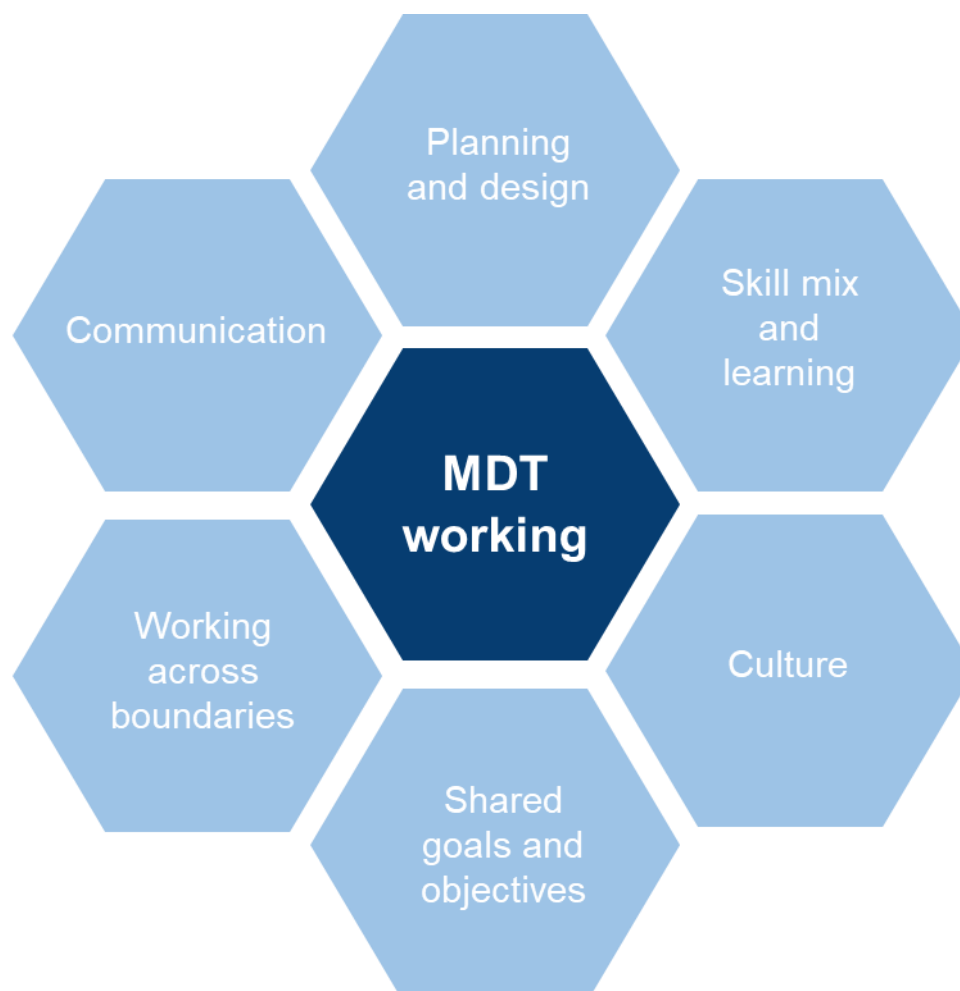 Planning
and design
Skill mix
and
learning
Communication
MDT
working
Culture
Working
across
boundaries
Shared
goals and
objectives